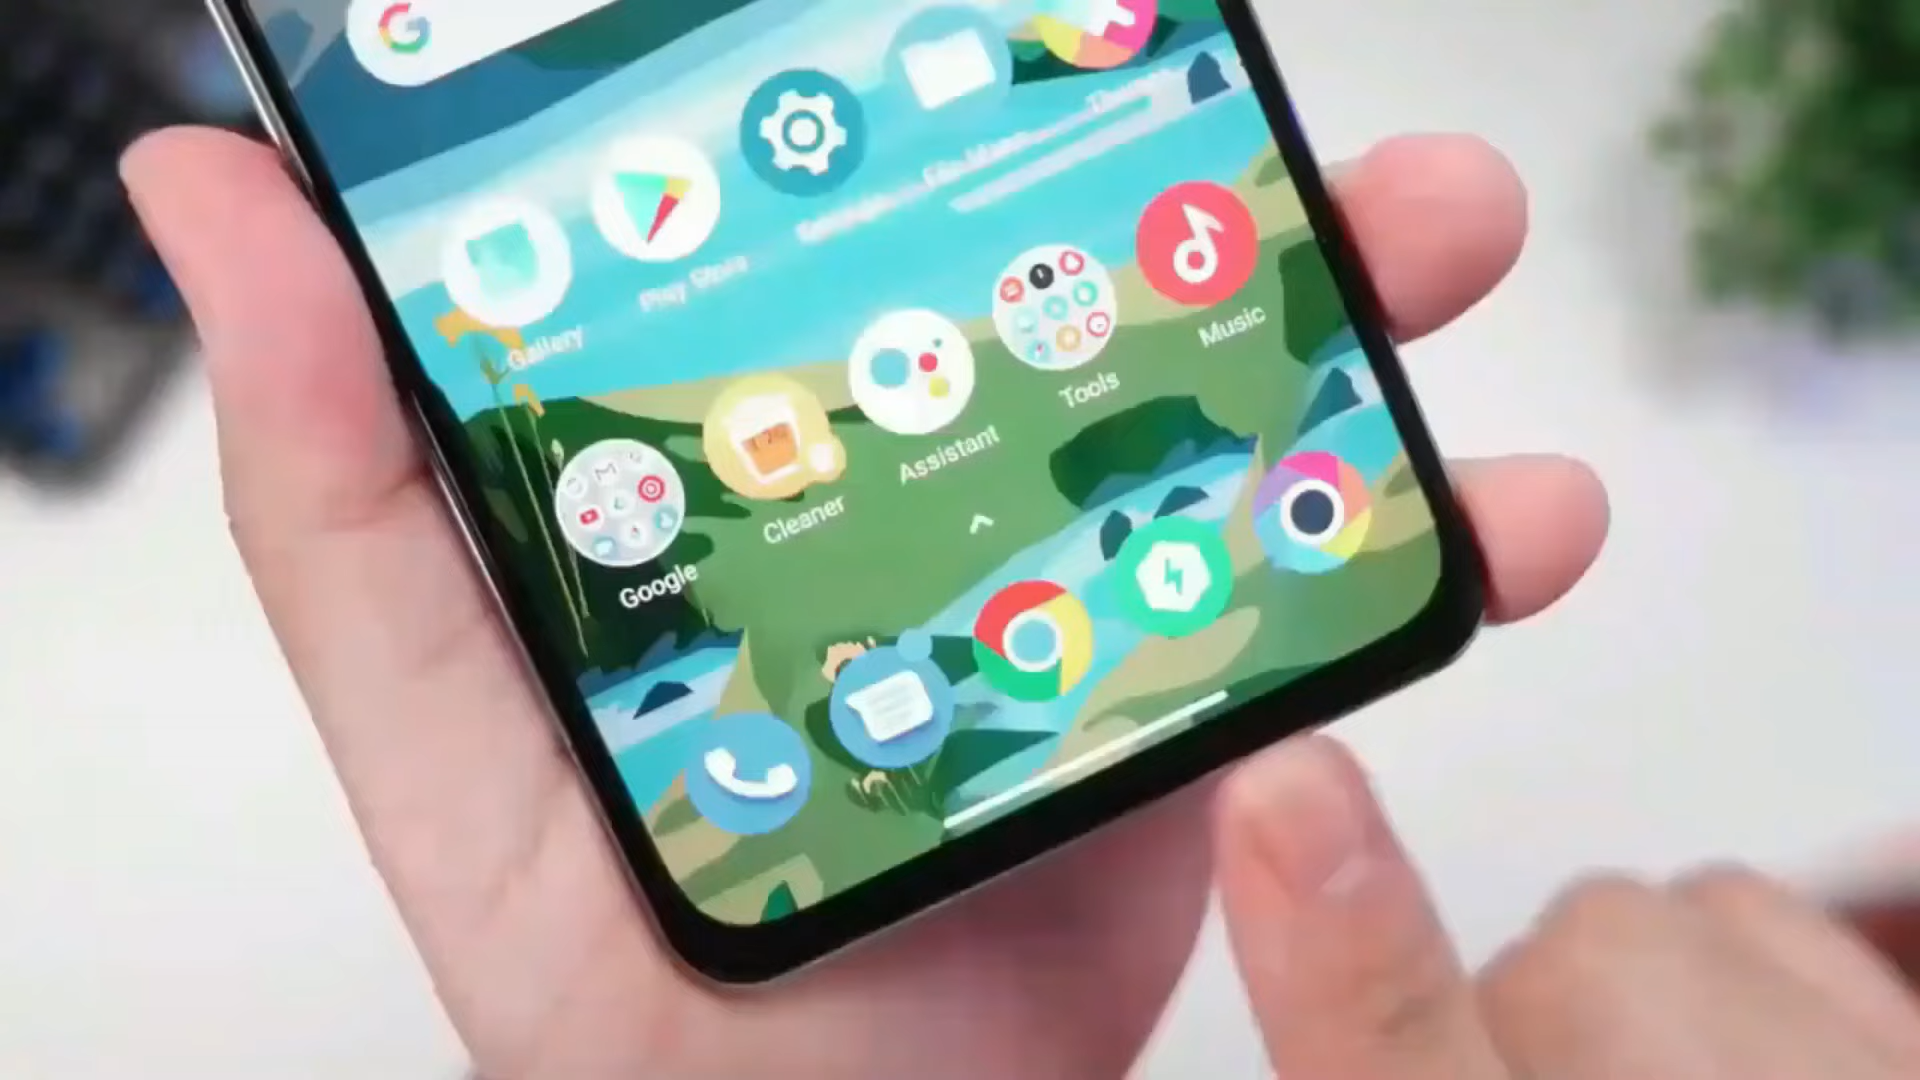 G
Gallery
Play Store
Google
Cleaner
Assistant
Tools
Music